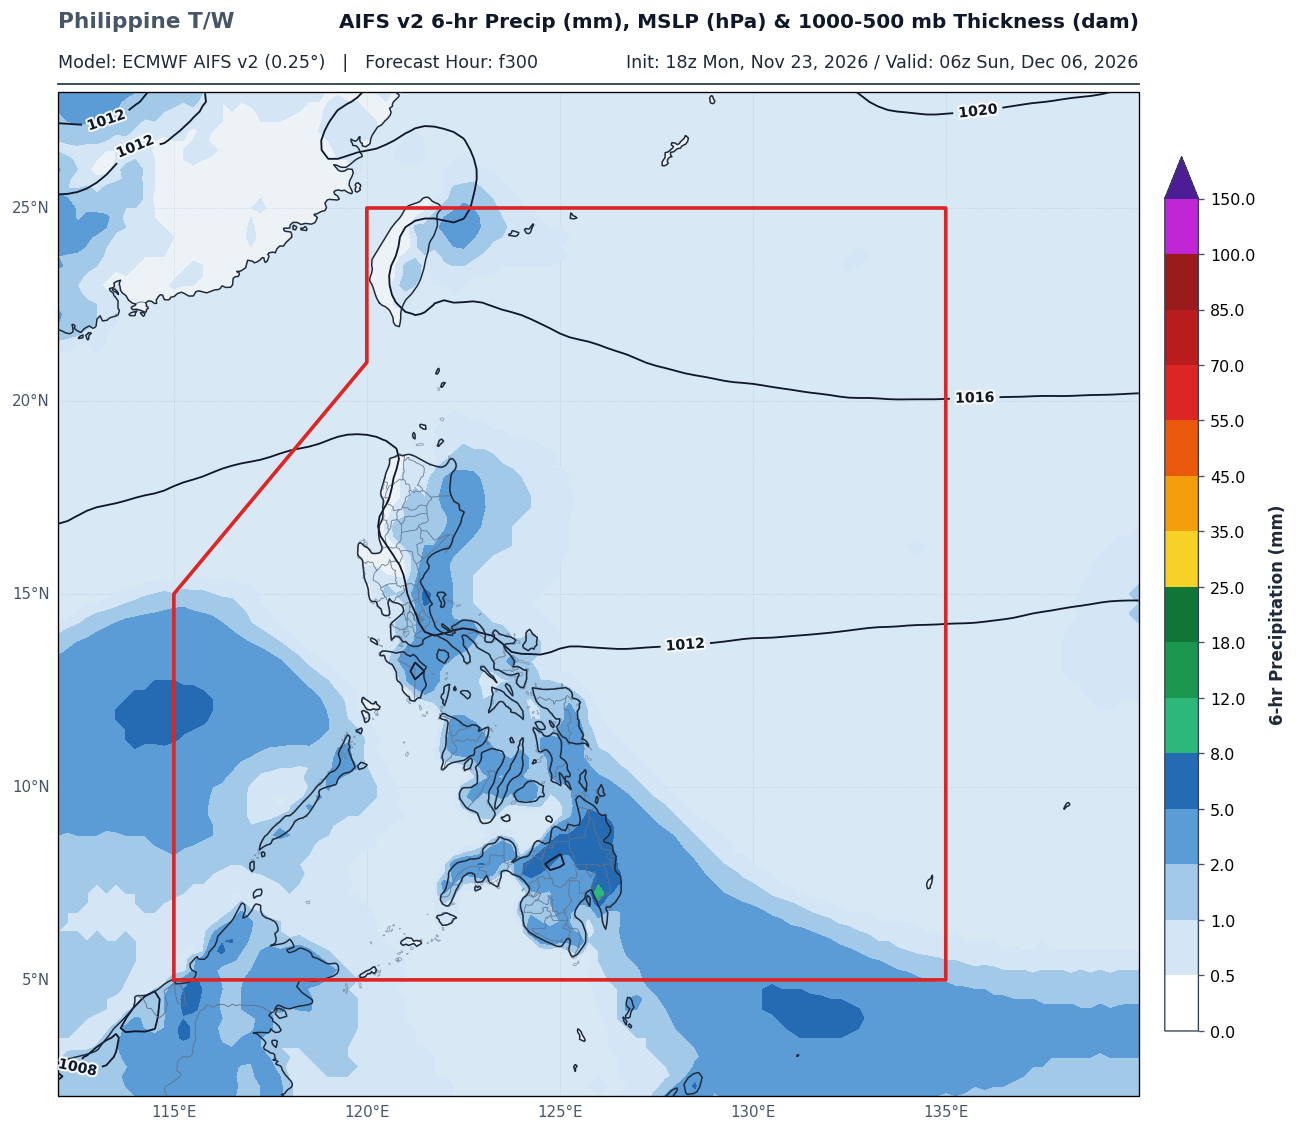 Philippine T/W
AIFS v2 6-hr Precip (mm), MSLP (hPa) & 1000-500 mb Thickness (dam)
Model: ECMWF AIFS v2 (0.25°) | Forecast Hour: f300
Init: 18z Mon, Nov 23, 2026 / Valid: 06z Sun, Dec 06, 2026
1012
1012
1020
25°N
20°N
15°N
10°N
5°N
1016
1012
1008
115°E
120°E
125°E
130°E
135°E
150.0
100.0
85.0
70.0
55.0
45.0
35.0
25.0
18.0
12.0
8.0
5.0
2.0
1.0
0.5
0.0
6-hr Precipitation (mm)